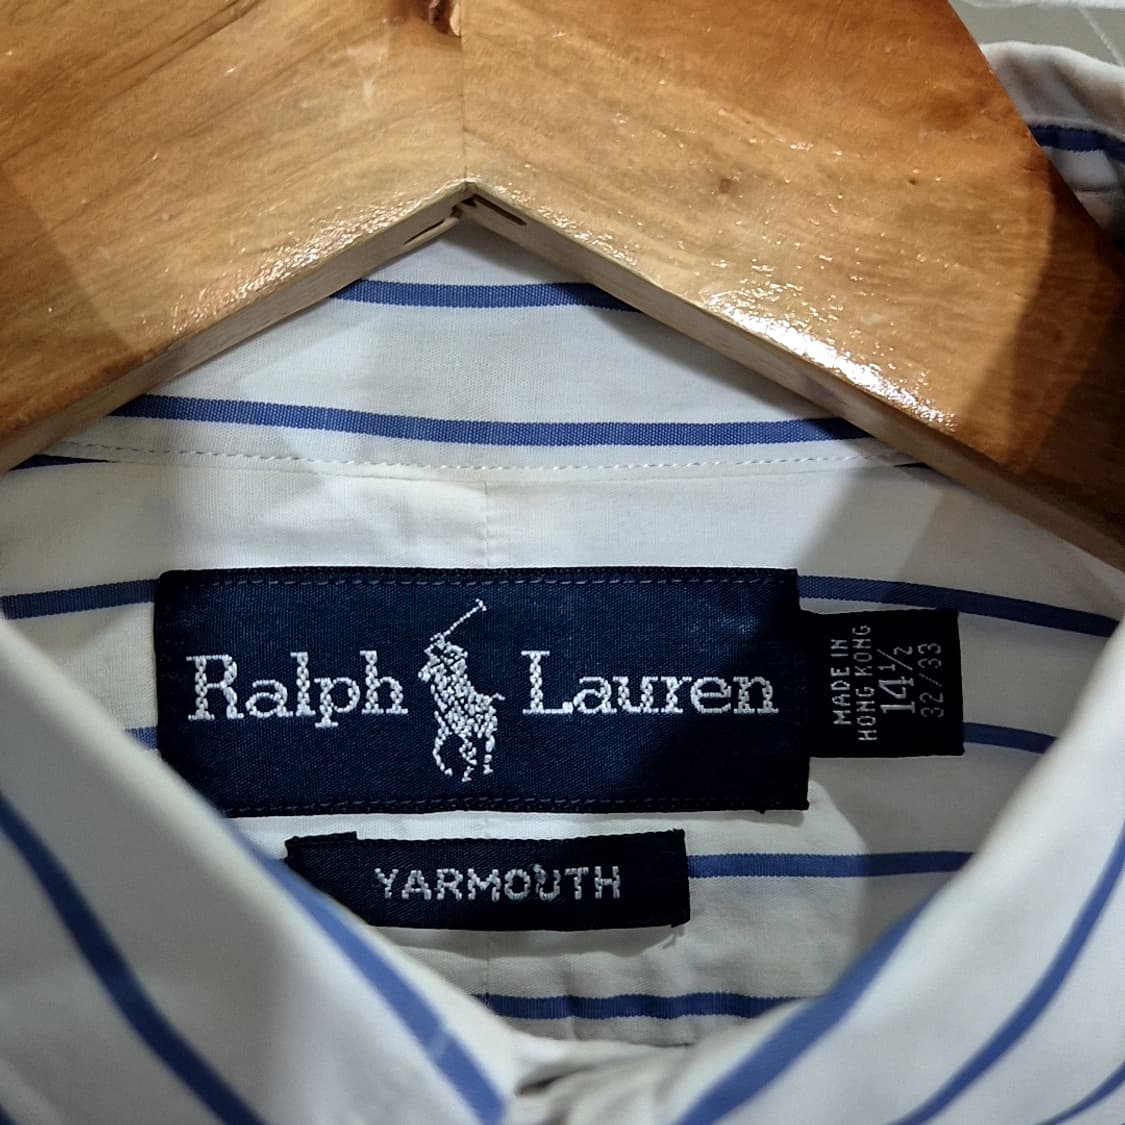 Ralph Lauren
MADE IN
HONG KONG
14½
32/33
YARMOUTH